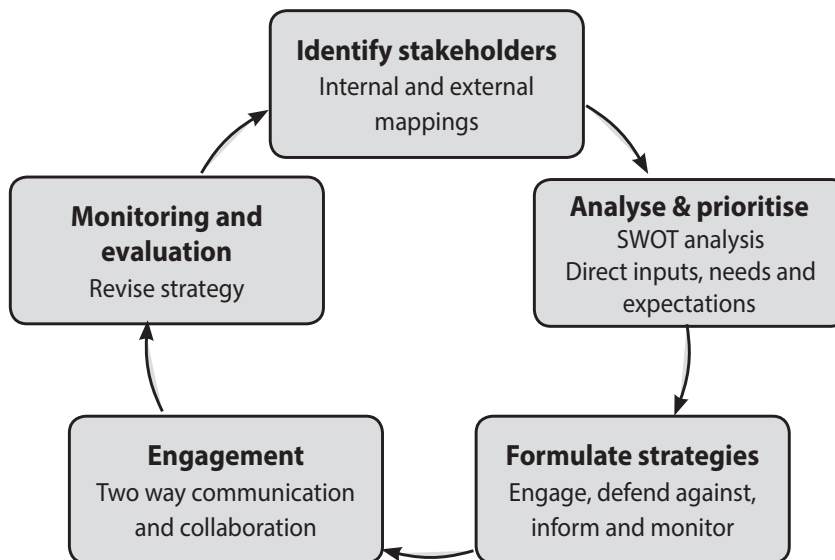 Identify stakeholders
Internal and external
mappings
Analyse & prioritise
SWOT analysis
Direct inputs, needs and
expectations
Formulate strategies
Engage, defend against,
inform and monitor
Engagement
Two way communication
and collaboration
Monitoring and
evaluation
Revise strategy